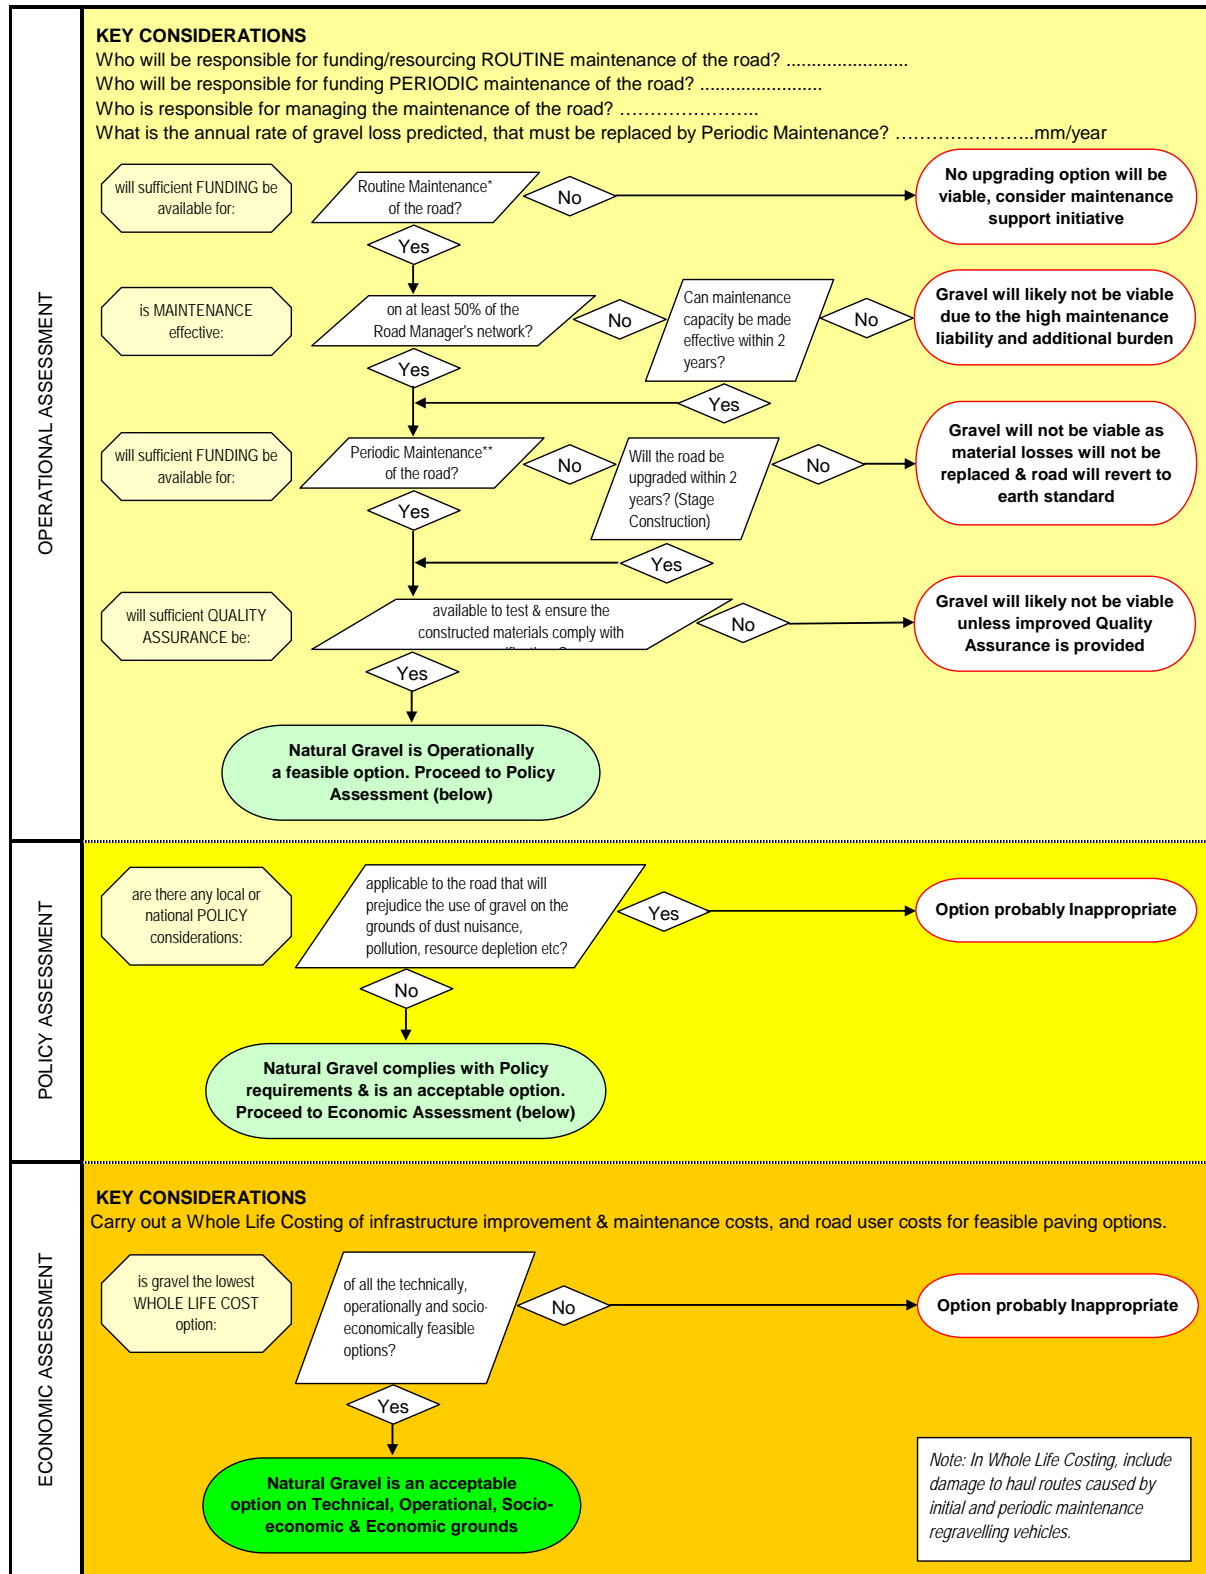 OPERATIONAL ASSESSMENT
KEY CONSIDERATIONS
Who will be responsible for funding/resourcing ROUTINE maintenance of the road? ........................
Who will be responsible for funding PERIODIC maintenance of the road? ........................
Who is responsible for managing the maintenance of the road? …………………..
What is the annual rate of gravel loss predicted, that must be replaced by Periodic Maintenance? …………………..mm/year
will sufficient FUNDING be
available for:
Routine Maintenance*
of the road?
No
No upgrading option will be
viable, consider maintenance
support initiative
Yes
is MAINTENANCE
effective:
on at least 50% of the
Road Manager's network?
No
Can maintenance
capacity be made
effective within 2
years?
No
Gravel will likely not be viable
due to the high maintenance
liability and additional burden
Yes
Yes
will sufficient FUNDING be
available for:
Periodic Maintenance**
of the road?
No
Will the road be
upgraded within 2
years? (Stage
Construction)
No
Gravel will not be viable as
material losses will not be
replaced & road will revert to
earth standard
Yes
Yes
will sufficient QUALITY
ASSURANCE be:
available to test & ensure the
constructed materials comply with
No
Gravel will likely not be viable
unless improved Quality
Assurance is provided
Yes
Natural Gravel is Operationally
a feasible option. Proceed to Policy
Assessment (below)
POLICY ASSESSMENT
are there any local or
national POLICY
considerations:
applicable to the road that will
prejudice the use of gravel on the
grounds of dust nuisance,
pollution, resource depletion etc?
Yes
Option probably Inappropriate
No
Natural Gravel complies with Policy
requirements & is an acceptable option.
Proceed to Economic Assessment (below)
ECONOMIC ASSESSMENT
KEY CONSIDERATIONS
Carry out a Whole Life Costing of infrastructure improvement & maintenance costs, and road user costs for feasible paving options.
is gravel the lowest
WHOLE LIFE COST
option:
of all the technically,
operationally and socio-
economically feasible
options?
No
Option probably Inappropriate
Yes
Natural Gravel is an acceptable
option on Technical, Operational, Socio-
economic & Economic grounds
Note: In Whole Life Costing, include
damage to haul routes caused by
initial and periodic maintenance
regravelling vehicles.